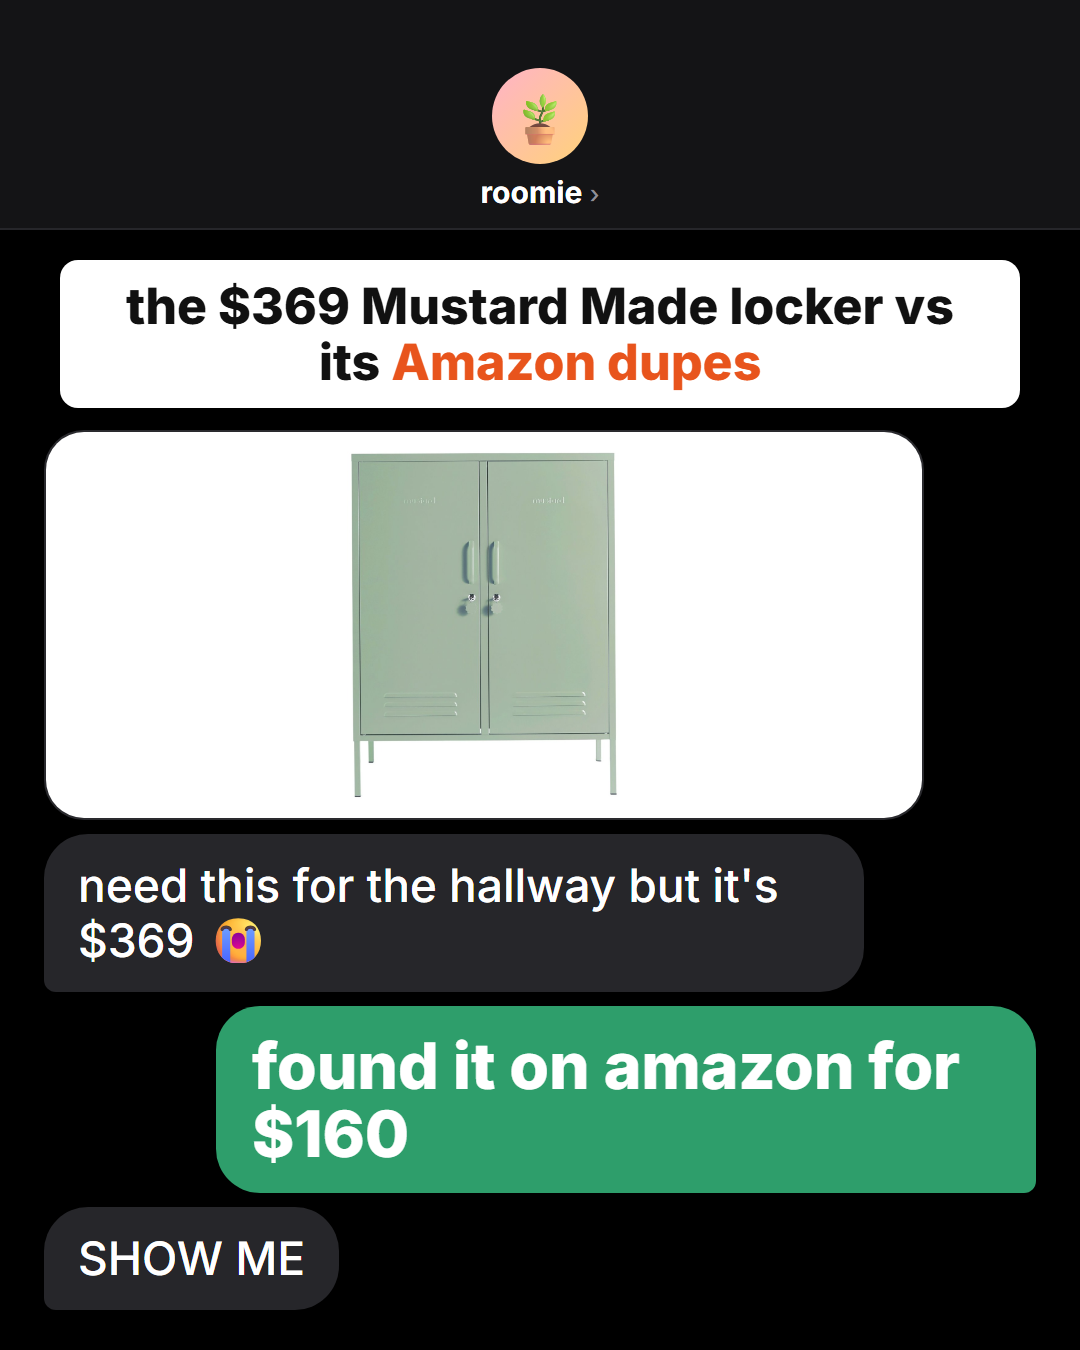 roomie ›
the $369 Mustard Made locker vs
its Amazon dupes
need this for the hallway but it's
$369 😭
found it on amazon for
$160
SHOW ME